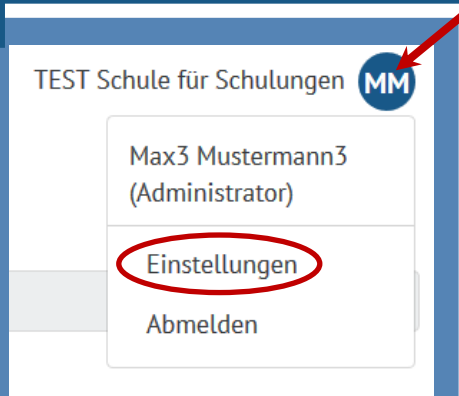 TEST Schule für Schulungen MM
Max3 Mustermann3
(Administrator)
Einstellungen
Abmelden